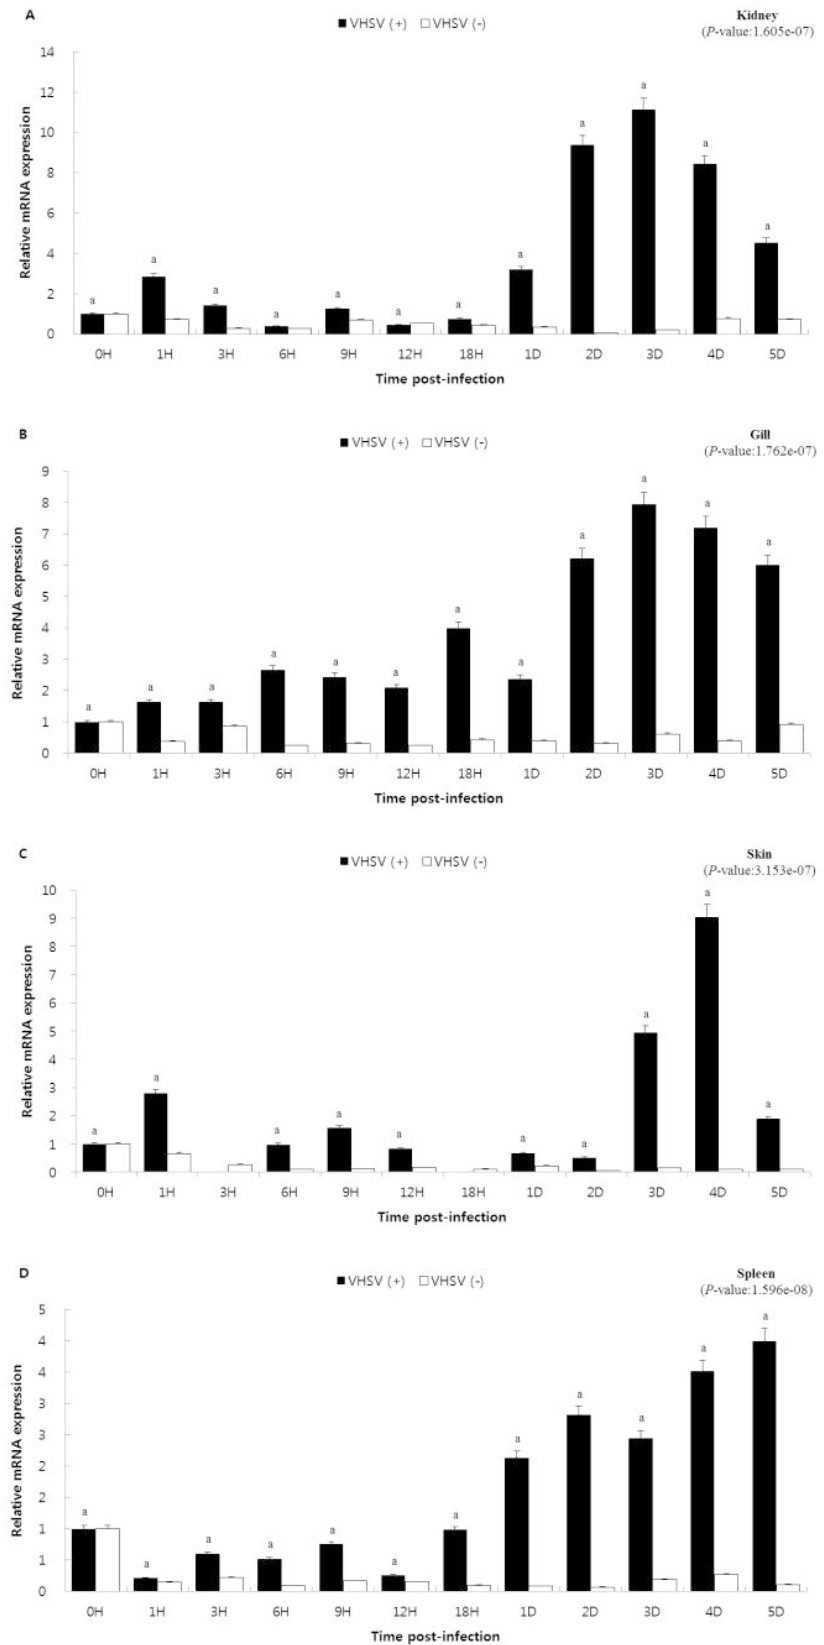 A
■ VHSV (+) □ VHSV (-)
Kidney
(P-value:1.605e-07)
14
12
10
8
6
4
2
0
Relative mRNA expression
a a a a a a a a a a a a
0H 1H 3H 6H 9H 12H 18H 1D 2D 3D 4D 5D
Time post-infection
B
■ VHSV (+) □ VHSV (-)
Gill
(P-value:1.762e-07)
9
8
7
6
5
4
3
2
1
0
Relative mRNA expression
a a a a a a a a a a a a
0H 1H 3H 6H 9H 12H 18H 1D 2D 3D 4D 5D
Time post-infection
C
■ VHSV (+) □ VHSV (-)
Skin
(P-value:3.153e-07)
10
9
8
7
6
5
4
3
2
1
0
Relative mRNA expression
a a a a a a a a a a
0H 1H 3H 6H 9H 12H 18H 1D 2D 3D 4D 5D
Time post-infection
D
■ VHSV (+) □ VHSV (-)
Spleen
(P-value:1.596e-08)
5
4
4
3
3
2
2
1
1
0
Relative mRNA expression
a a a a a a a a a a a a
0H 1H 3H 6H 9H 12H 18H 1D 2D 3D 4D 5D
Time post-infection